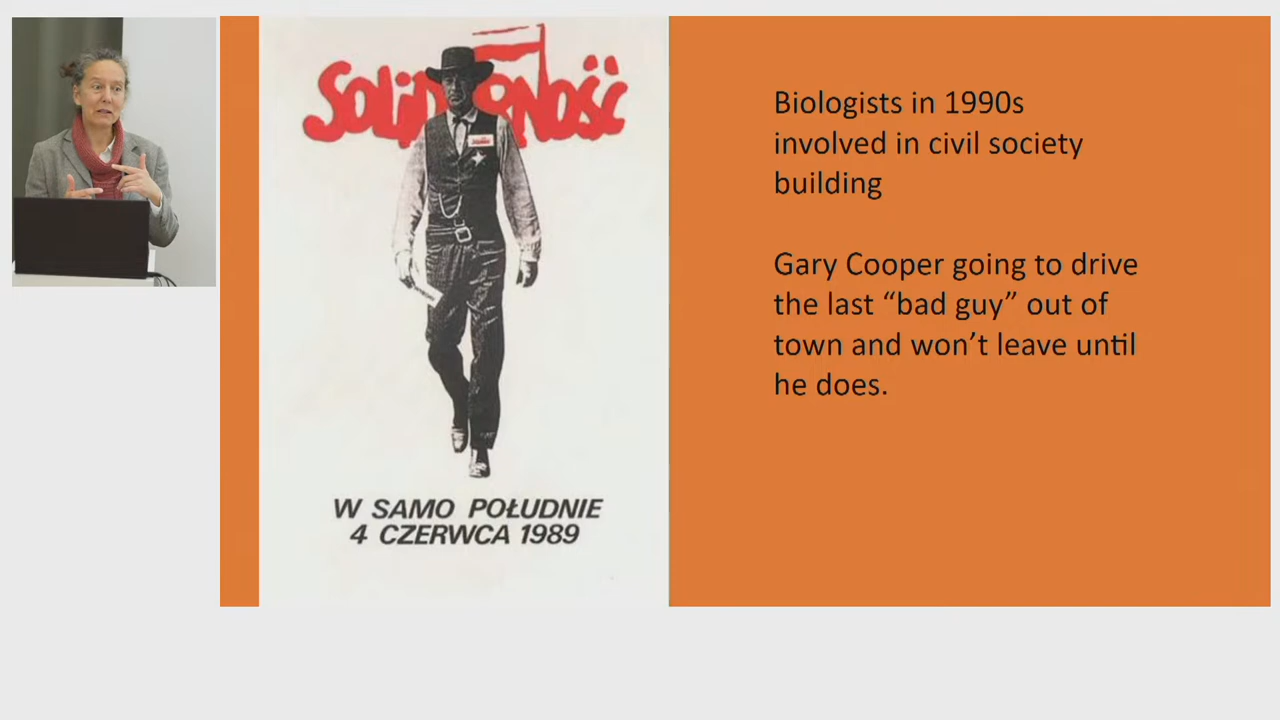 SOLIDARNOŚĆ
W SAMO POŁUDNIE
4 CZERWCA 1989
Biologists in 1990s
involved in civil society
building
Gary Cooper going to drive
the last “bad guy” out of
town and won’t leave until
he does.